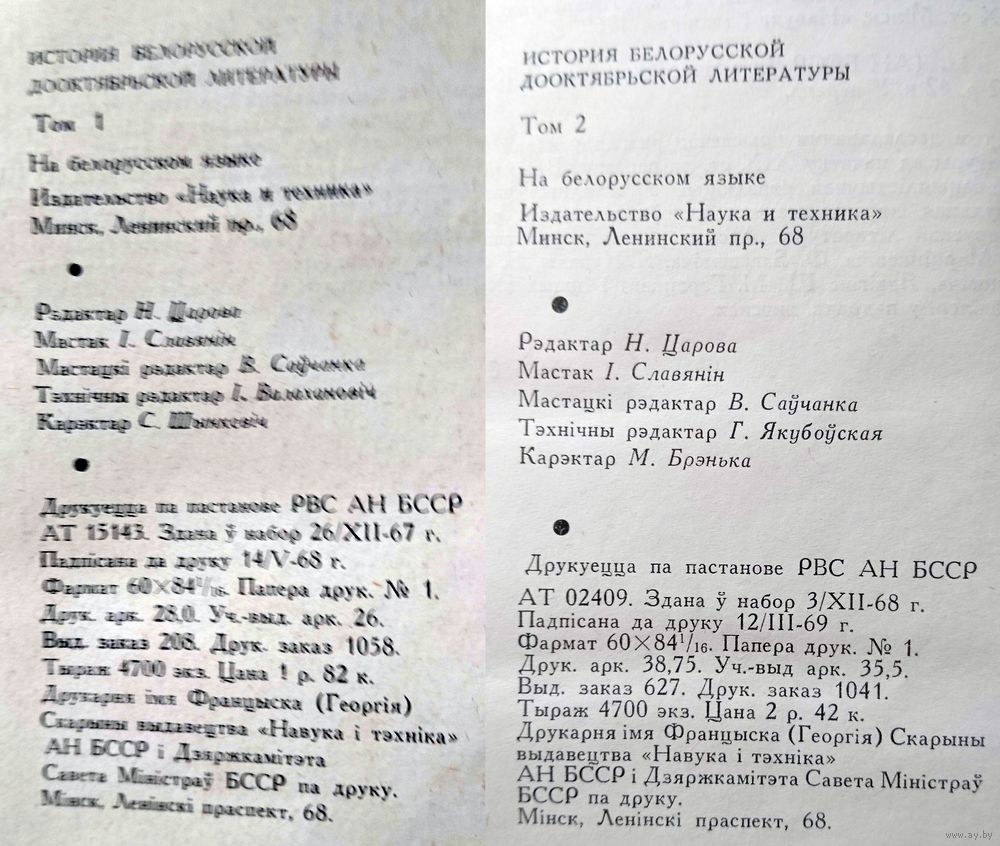 ИСТОРИЯ БЕЛОРУССКОЙ
ДООКТЯБРЬСКОЙ ЛИТЕРАТУРЫ
Том 1
На белорусском языке
Издательство «Наука и техника»
Минск, Ленинский пр., 68
Рэдактар Н. Царова
Мастак І. Славянін
Мастацкі рэдактар В. Саўчанка
Тэхнічны рэдактар І. Валахановіч
Карэктар С. Шынкевіч
Друкуецца па пастанове РВС АН БССР
АТ 15143. Здана ў набор 26/XII-67 г.
Падпісана да друку 14/V-68 г.
Фармат 60×84¹/₁₆. Папера друк. № 1.
Друк. арк. 28,0. Уч.-выд. арк. 26.
Выд. заказ 208. Друк. заказ 1058.
Тыраж 4700 экз. Цана 1 р. 82 к.
Друкарня імя Францыска (Георгія)
Скарыны выдавецтва «Навука і тэхніка»
АН БССР і Дзяржкамітэта
Савета Міністраў БССР па друку.
Мінск, Ленінскі праспект, 68.
ИСТОРИЯ БЕЛОРУССКОЙ
ДООКТЯБРЬСКОЙ ЛИТЕРАТУРЫ
Том 2
На белорусском языке
Издательство «Наука и техника»
Минск, Ленинский пр., 68
Рэдактар Н. Царова
Мастак І. Славянін
Мастацкі рэдактар В. Саўчанка
Тэхнічны рэдактар Г. Якубоўская
Карэктар М. Брэнька
Друкуецца па пастанове РВС АН БССР
АТ 02409. Здана ў набор 3/XII-68 г.
Падпісана да друку 12/III-69 г.
Фармат 60×84¹/₁₆. Папера друк. № 1.
Друк. арк. 38,75. Уч.-выд арк. 35,5.
Выд. заказ 627. Друк. заказ 1041.
Тыраж 4700 экз. Цана 2 р. 42 к.
Друкарня імя Францыска (Георгія) Скарыны
выдавецтва «Навука і тэхніка»
АН БССР і Дзяржкамітэта Савета Міністраў
БССР па друку.
Мінск, Ленінскі праспект, 68.
www.ay.by